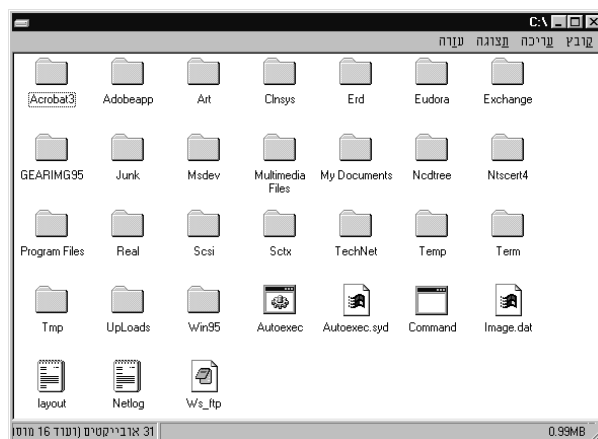 C:\
קובץ עריכה תצוגה עזרה
Acrobat3 Adobeapp Art Clnsys Erd Eudora Exchange
GEARIMG95 Junk Msdev Multimedia Files My Documents Ncdtree Ntscert4
Program Files Real Scsi Sctx TechNet Temp Term
Tmp UpLoads Win95 Autoexec Autoexec.syd Command Image.dat
layout Netlog Ws_ftp
31 אובייקטים (ועוד 16 מוסו 0.99MB